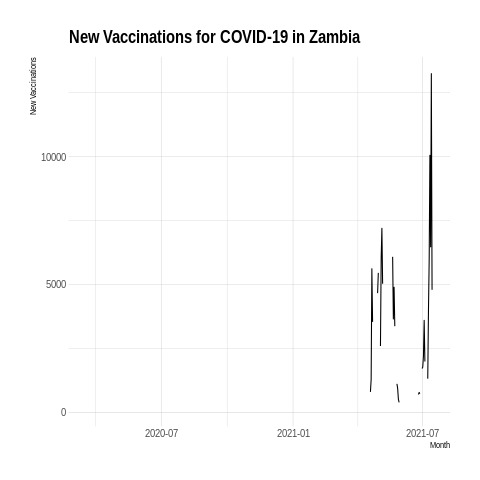 New Vaccinations for COVID-19 in Zambia
New Vaccinations
10000
5000
0
2020-07
2021-01
2021-07
Month